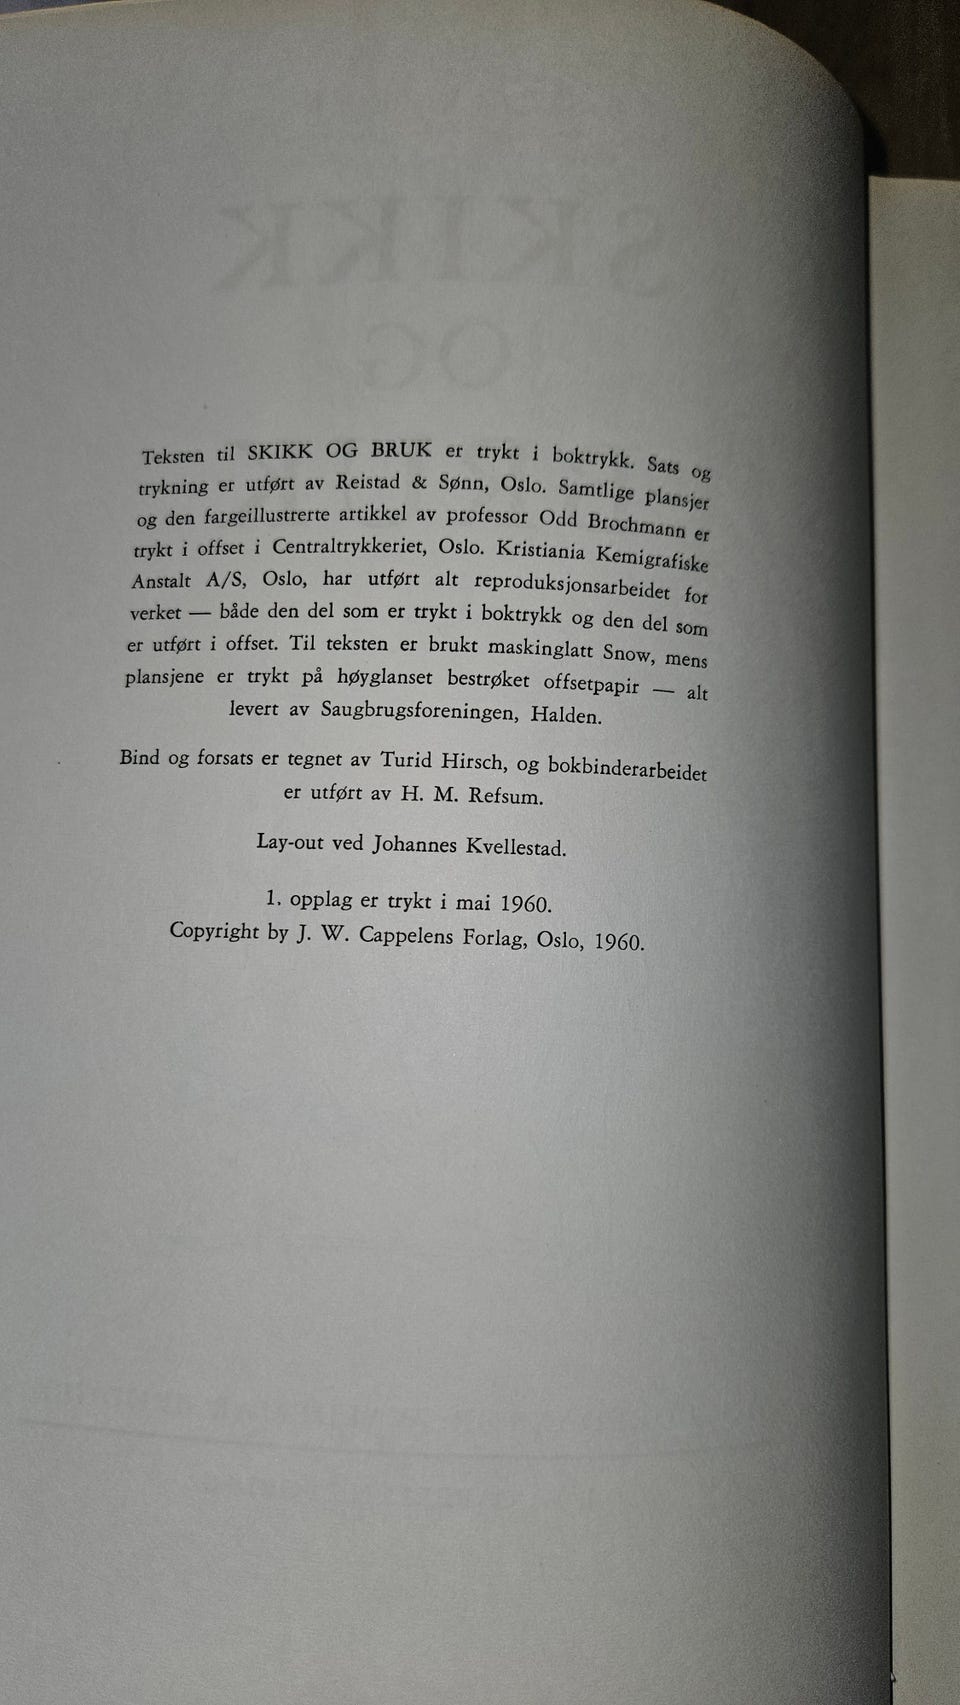 SKIKK
OG
Teksten til SKIKK OG BRUK er trykt i boktrykk. Sats og
trykning er utført av Reistad & Sønn, Oslo. Samtlige plansjer
og den fargeillustrerte artikkel av professor Odd Brochmann er
trykt i offset i Centraltrykkeriet, Oslo. Kristiania Kemigrafiske
Anstalt A/S, Oslo, har utført alt reproduksjonsarbeidet for
verket — både den del som er trykt i boktrykk og den del som
er utført i offset. Til teksten er brukt maskinglatt Snow, mens
plansjene er trykt på høyglanset bestrøket offsetpapir — alt
levert av Saugbrugsforeningen, Halden.
Bind og forsats er tegnet av Turid Hirsch, og bokbinderarbeidet
er utført av H. M. Refsum.
Lay-out ved Johannes Kvellestad.
1. opplag er trykt i mai 1960.
Copyright by J. W. Cappelens Forlag, Oslo, 1960.